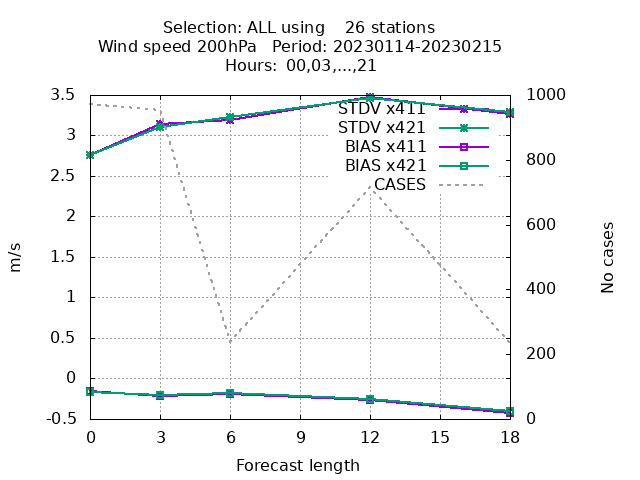 Selection: ALL using    26 stations
Wind speed 200hPa   Period: 20230114-20230215
Hours:  00,03,...,21
3.5
3
2.5
2
1.5
1
0.5
0
-0.5
m/s
STDV x411
STDV x421
BIAS x411
BIAS x421
CASES
1000
800
600
400
200
0
No cases
0 3 6 9 12 15 18
Forecast length